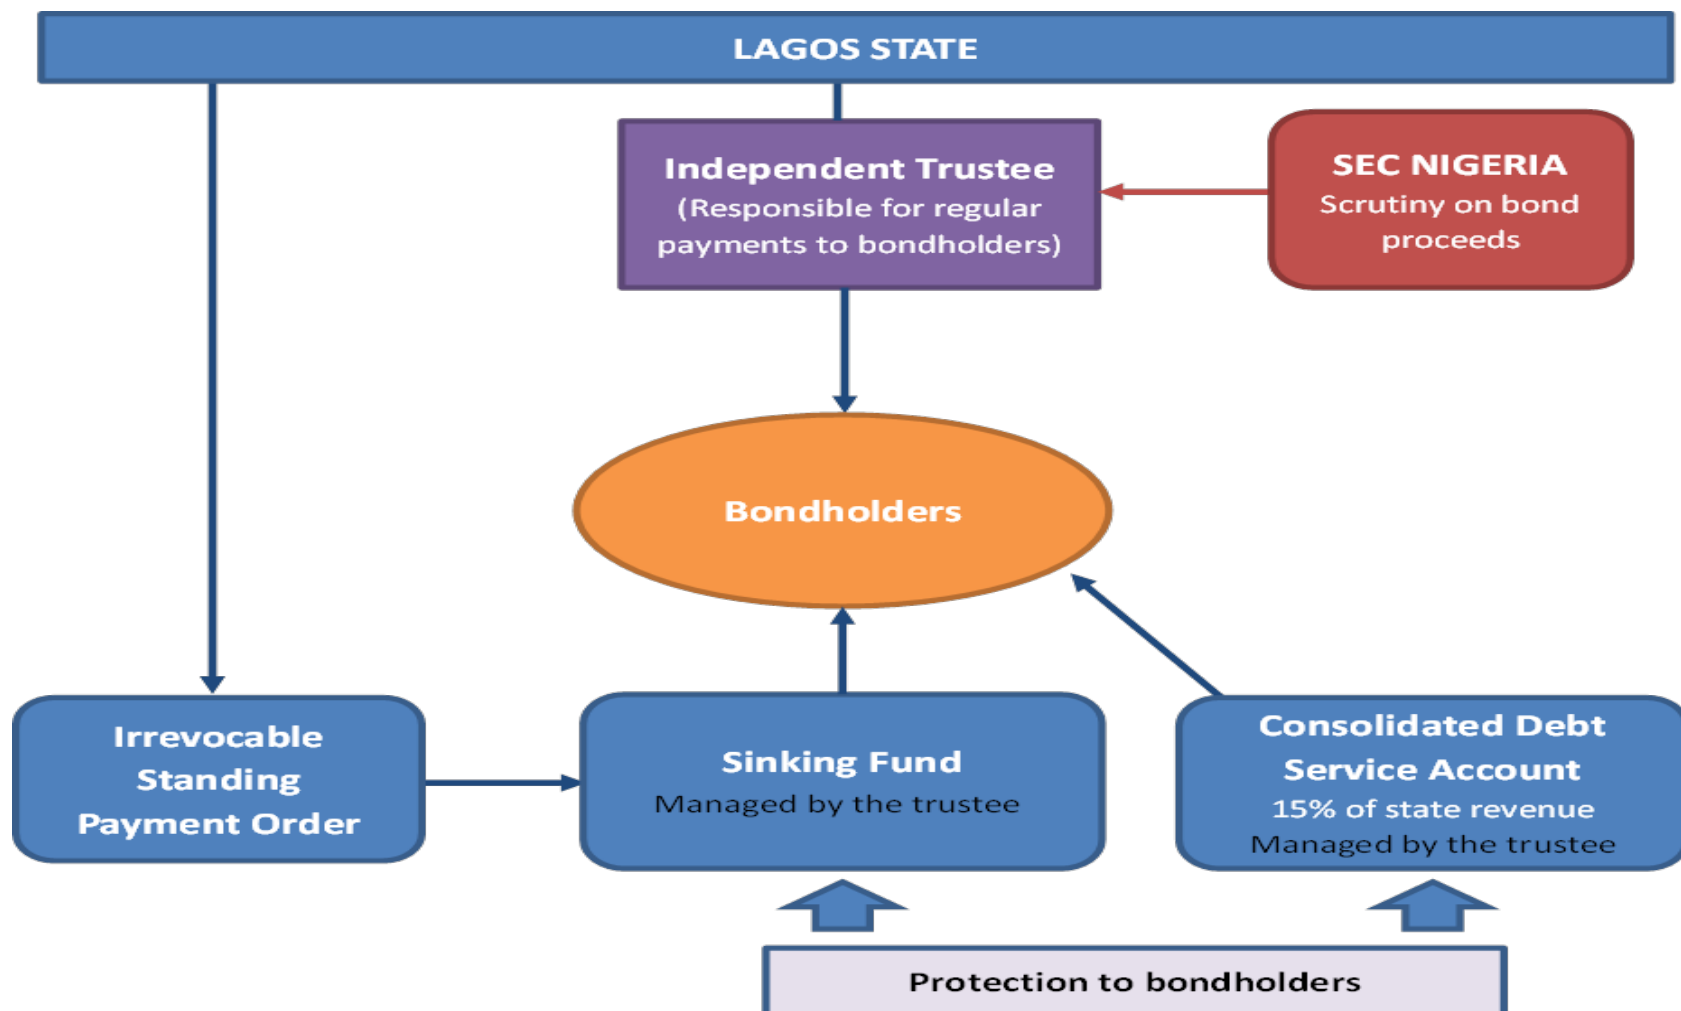 LAGOS STATE
Independent Trustee
(Responsible for regular
payments to bondholders)
SEC NIGERIA
Scrutiny on bond
proceeds
Bondholders
Irrevocable
Standing
Payment Order
Sinking Fund
Managed by the trustee
Consolidated Debt
Service Account
15% of state revenue
Managed by the trustee
Protection to bondholders